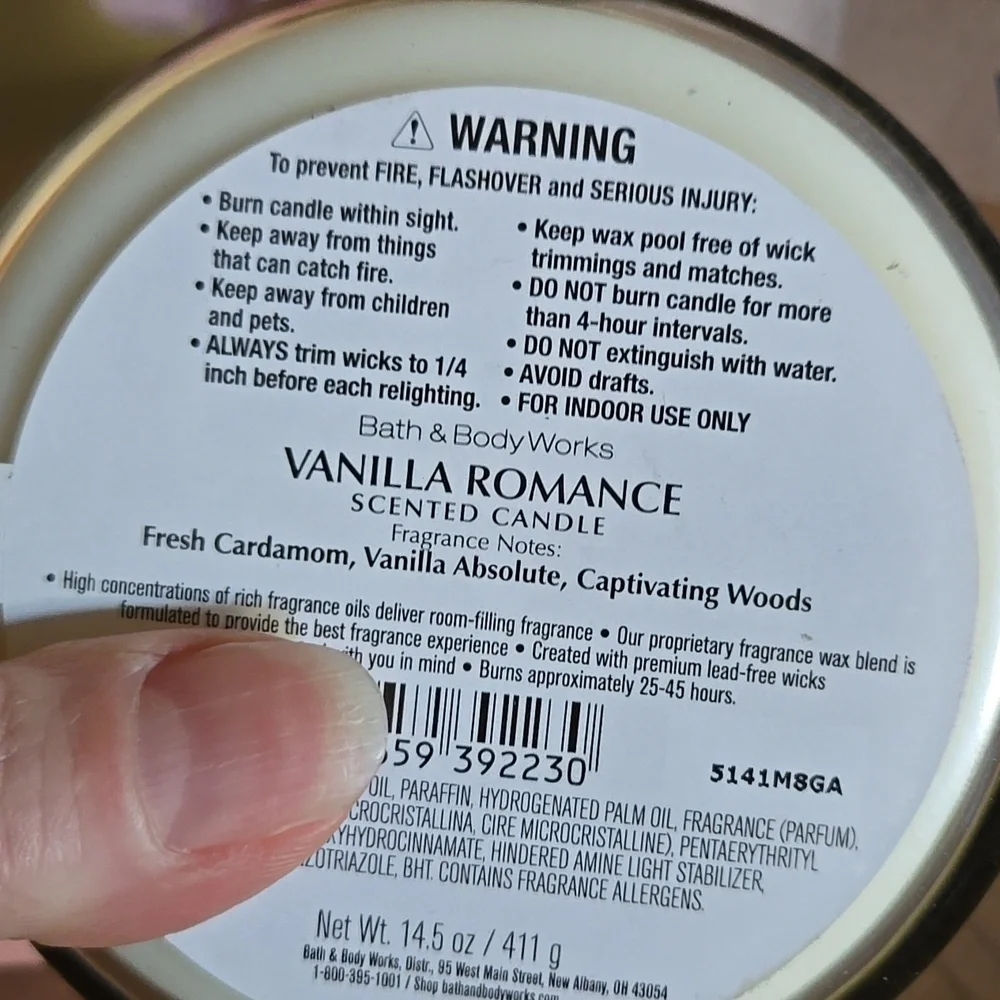 WARNING
To prevent FIRE, FLASHOVER and SERIOUS INJURY:
• Burn candle within sight.
• Keep away from things
that can catch fire.
• Keep away from children
and pets.
• ALWAYS trim wicks to 1/4
inch before each relighting.
• Keep wax pool free of wick
trimmings and matches.
• DO NOT burn candle for more
than 4-hour intervals.
• DO NOT extinguish with water.
• AVOID drafts.
• FOR INDOOR USE ONLY
Bath & Body Works
VANILLA ROMANCE
SCENTED CANDLE
Fragrance Notes:
Fresh Cardamom, Vanilla Absolute, Captivating Woods
• High concentrations of rich fragrance oils deliver room-filling fragrance • Our proprietary fragrance wax blend is
formulated to provide the best fragrance experience • Created with premium lead-free wicks
you in mind • Burns approximately 25-45 hours.
59 392230
5141M8GA
OIL, PARAFFIN, HYDROGENATED PALM OIL, FRAGRANCE (PARFUM),
CIRE MICROCRISTALLINE), PENTAERYTHRITYL
HINDERED AMINE LIGHT STABILIZER,
BHT. CONTAINS FRAGRANCE ALLERGENS.
Net Wt. 14.5 oz / 411 g
Bath & Body Works, Distr., 95 West Main Street, New Albany, OH 43054
1-800-395-1001 / Shop bathandbodyworks.com